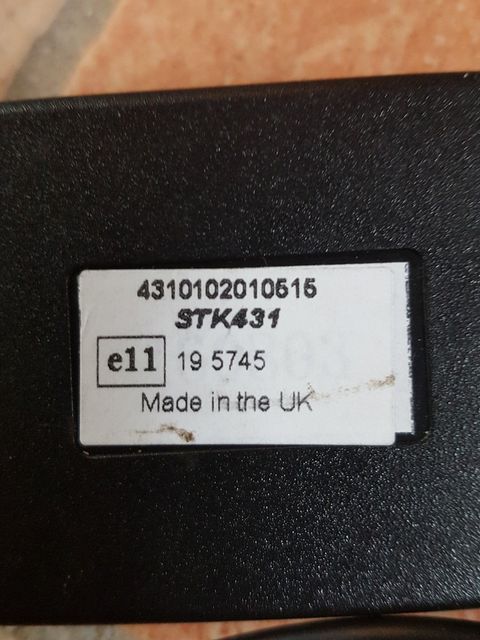 4310102010515
STK431
e11 19 5745
Made in the UK